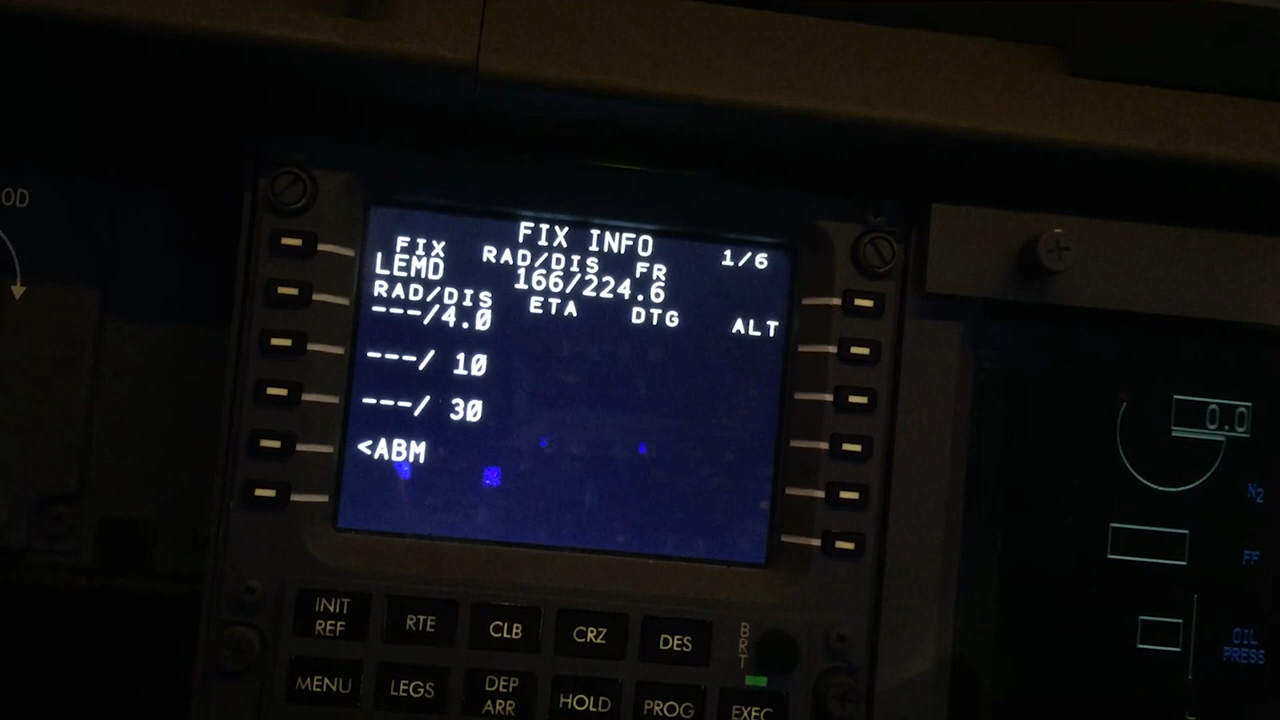 OD
FIX INFO
1/6
FIX
RAD/DIS FR
LEMD
166/224.6
RAD/DIS
ETA
DTG
ALT
---/4.0
---/ 10
---/ 30
<ABM
0.0
N2
FF
OIL
PRESS
INIT
REF
RTE
CLB
CRZ
DES
BRT
MENU
LEGS
DEP
ARR
HOLD
PROG
EXEC